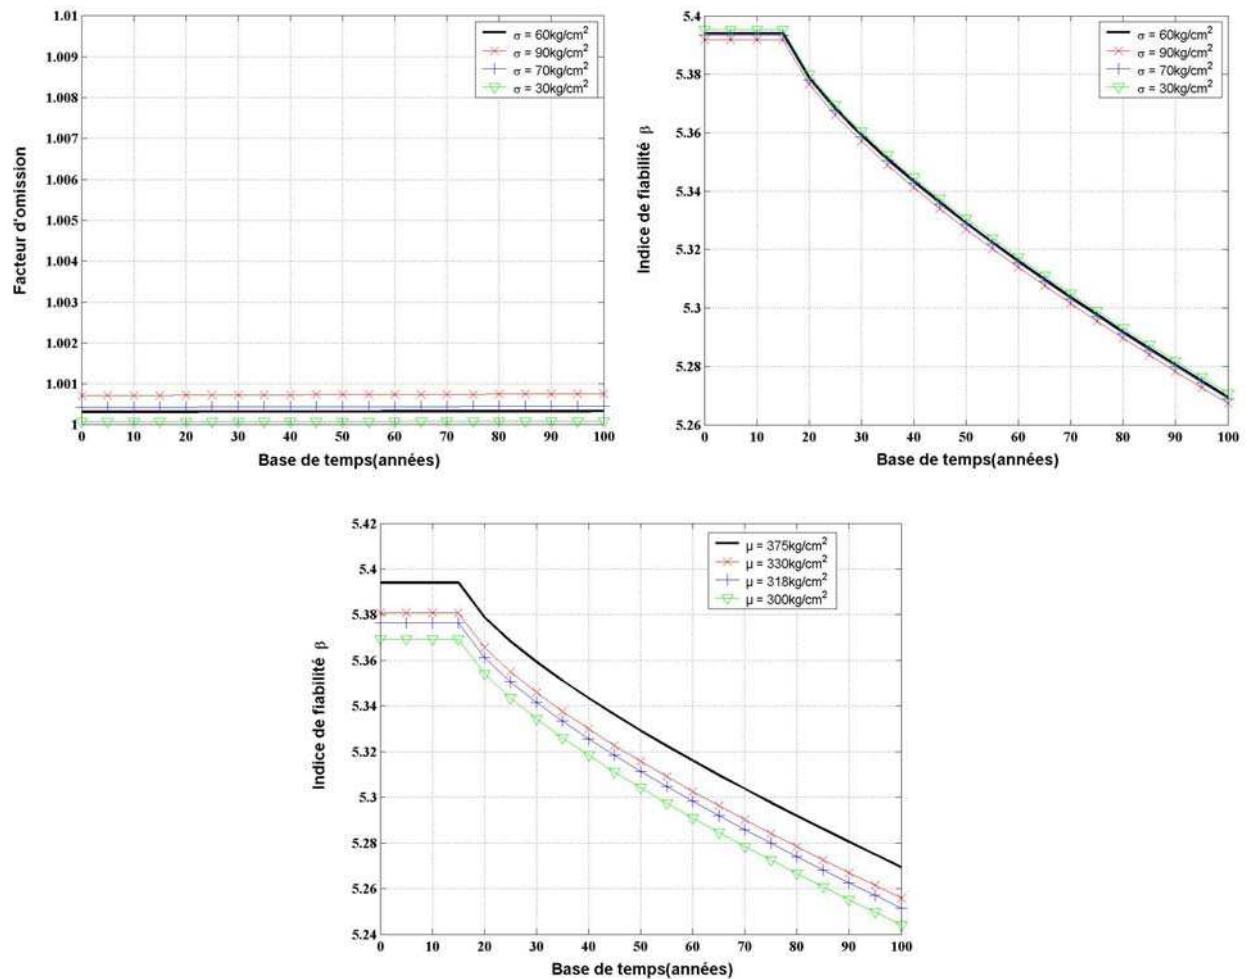 1.01
1.009
1.008
1.007
1.006
1.005
1.004
1.003
1.002
1.001
1
Facteur d'omission
σ = 60kg/cm²
σ = 90kg/cm²
σ = 70kg/cm²
σ = 30kg/cm²
0 10 20 30 40 50 60 70 80 90 100
Base de temps(années)
5.4
5.38
5.36
5.34
5.32
5.3
5.28
5.26
Indice de fiabilité β
σ = 60kg/cm²
σ = 90kg/cm²
σ = 70kg/cm²
σ = 30kg/cm²
0 10 20 30 40 50 60 70 80 90 100
Base de temps(années)
5.42
5.4
5.38
5.36
5.34
5.32
5.3
5.28
5.26
5.24
Indice de fiabilité β
μ = 375kg/cm²
μ = 330kg/cm²
μ = 318kg/cm²
μ = 300kg/cm²
0 10 20 30 40 50 60 70 80 90 100
Base de temps(années)